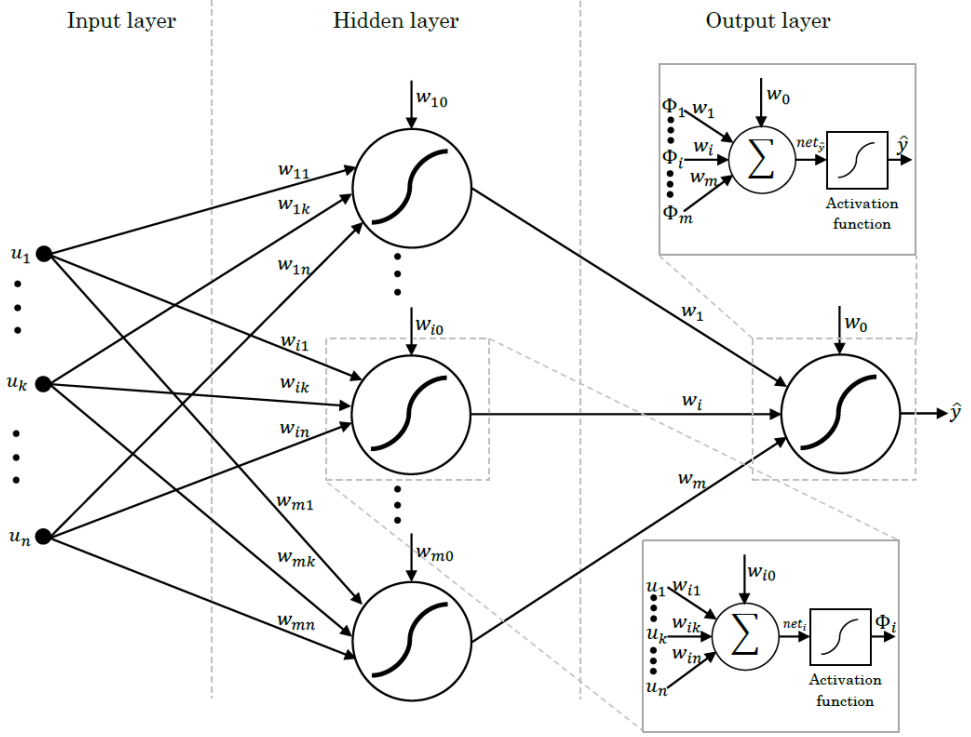 Input layer
Hidden layer
Output layer
w₁₀
w₁₁
w₁ₖ
w₁ₙ
u₁
uₖ
uₙ
wᵢ₀
wᵢ₁
wᵢₖ
wᵢₙ
wₘ₁
wₘₖ
wₘₙ
wₘ₀
w₁
wᵢ
wₘ
w₀
ŷ
w₀
Φ₁ w₁
Φᵢ wᵢ
wₘ
Φₘ
∑
net_ŷ
ŷ
Activation
function
wᵢ₀
u₁ wᵢ₁
uₖ wᵢₖ
wᵢₙ
uₙ
∑
netᵢ
Φᵢ
Activation
function